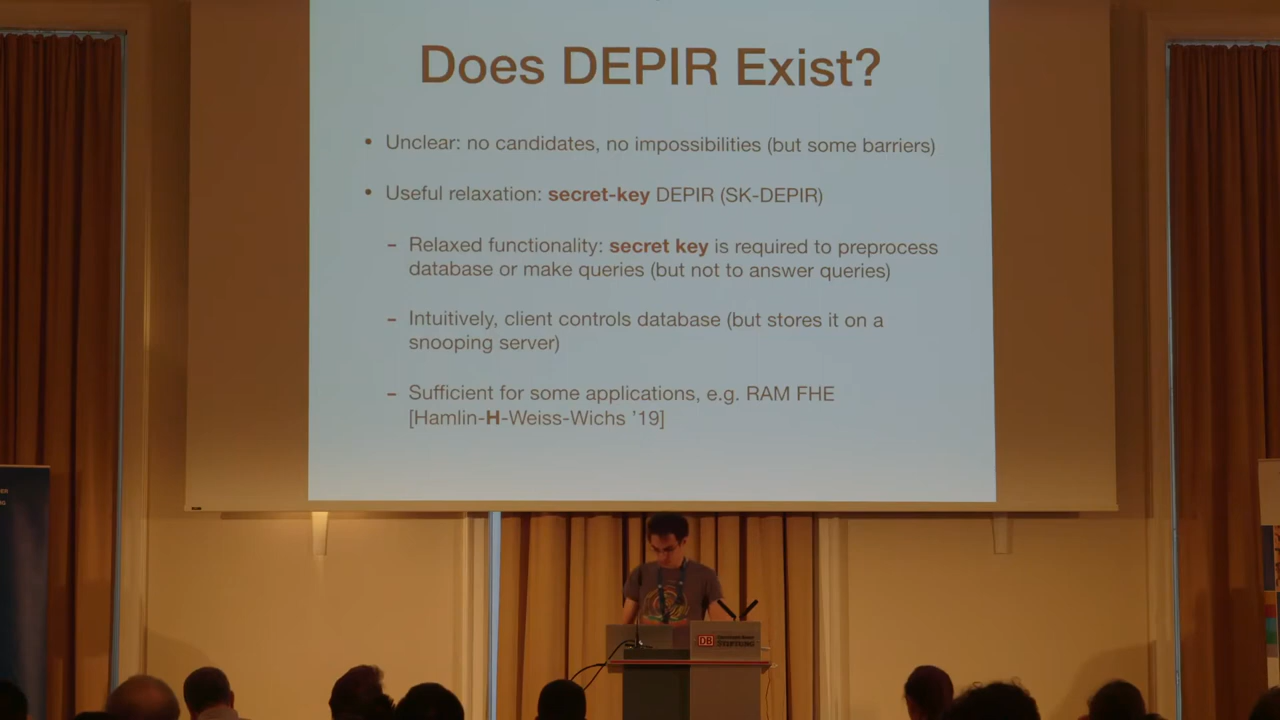 Does DEPIR Exist?
• Unclear: no candidates, no impossibilities (but some barriers)
• Useful relaxation: secret-key DEPIR (SK-DEPIR)
– Relaxed functionality: secret key is required to preprocess
database or make queries (but not to answer queries)
– Intuitively, client controls database (but stores it on a
snooping server)
– Sufficient for some applications, e.g. RAM FHE
[Hamlin-H-Weiss-Wichs ’19]
DB